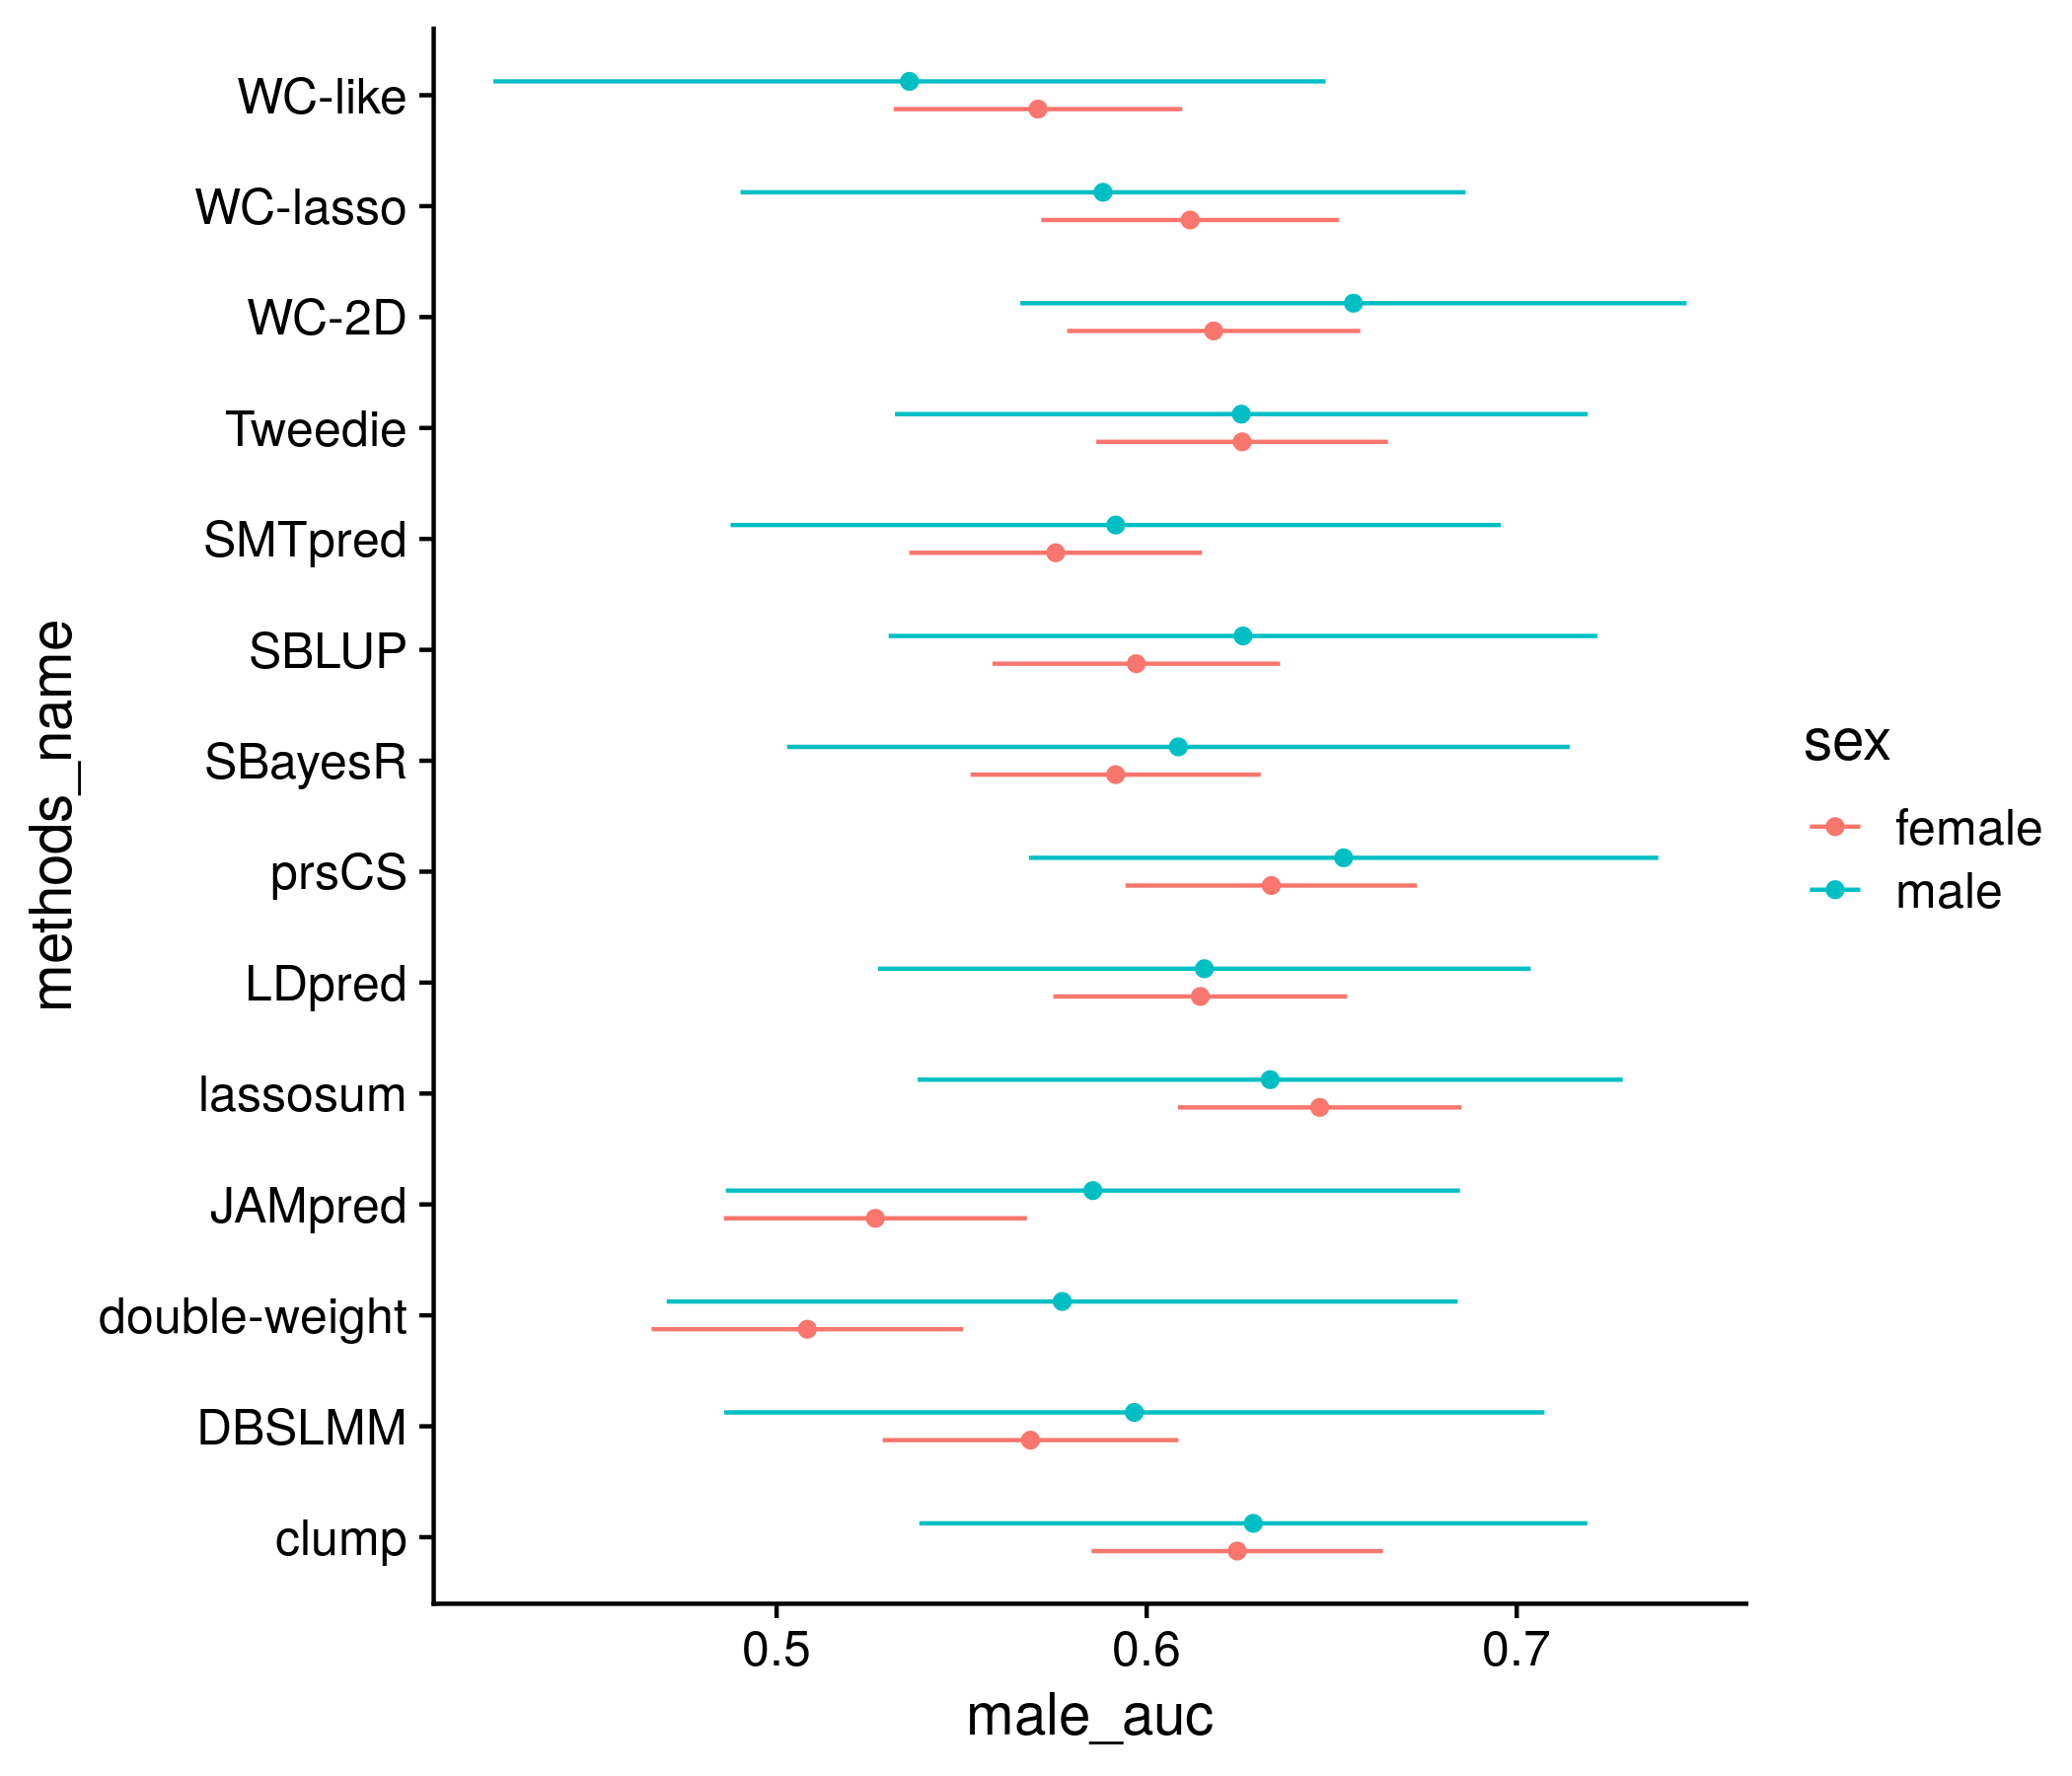 WC-like
WC-lasso
WC-2D
Tweedie
SMTpred
SBLUP
SBayesR
prsCS
LDpred
lassosum
JAMpred
double-weight
DBSLMM
clump
methods_name
0.5 0.6 0.7
male_auc
sex
female
male